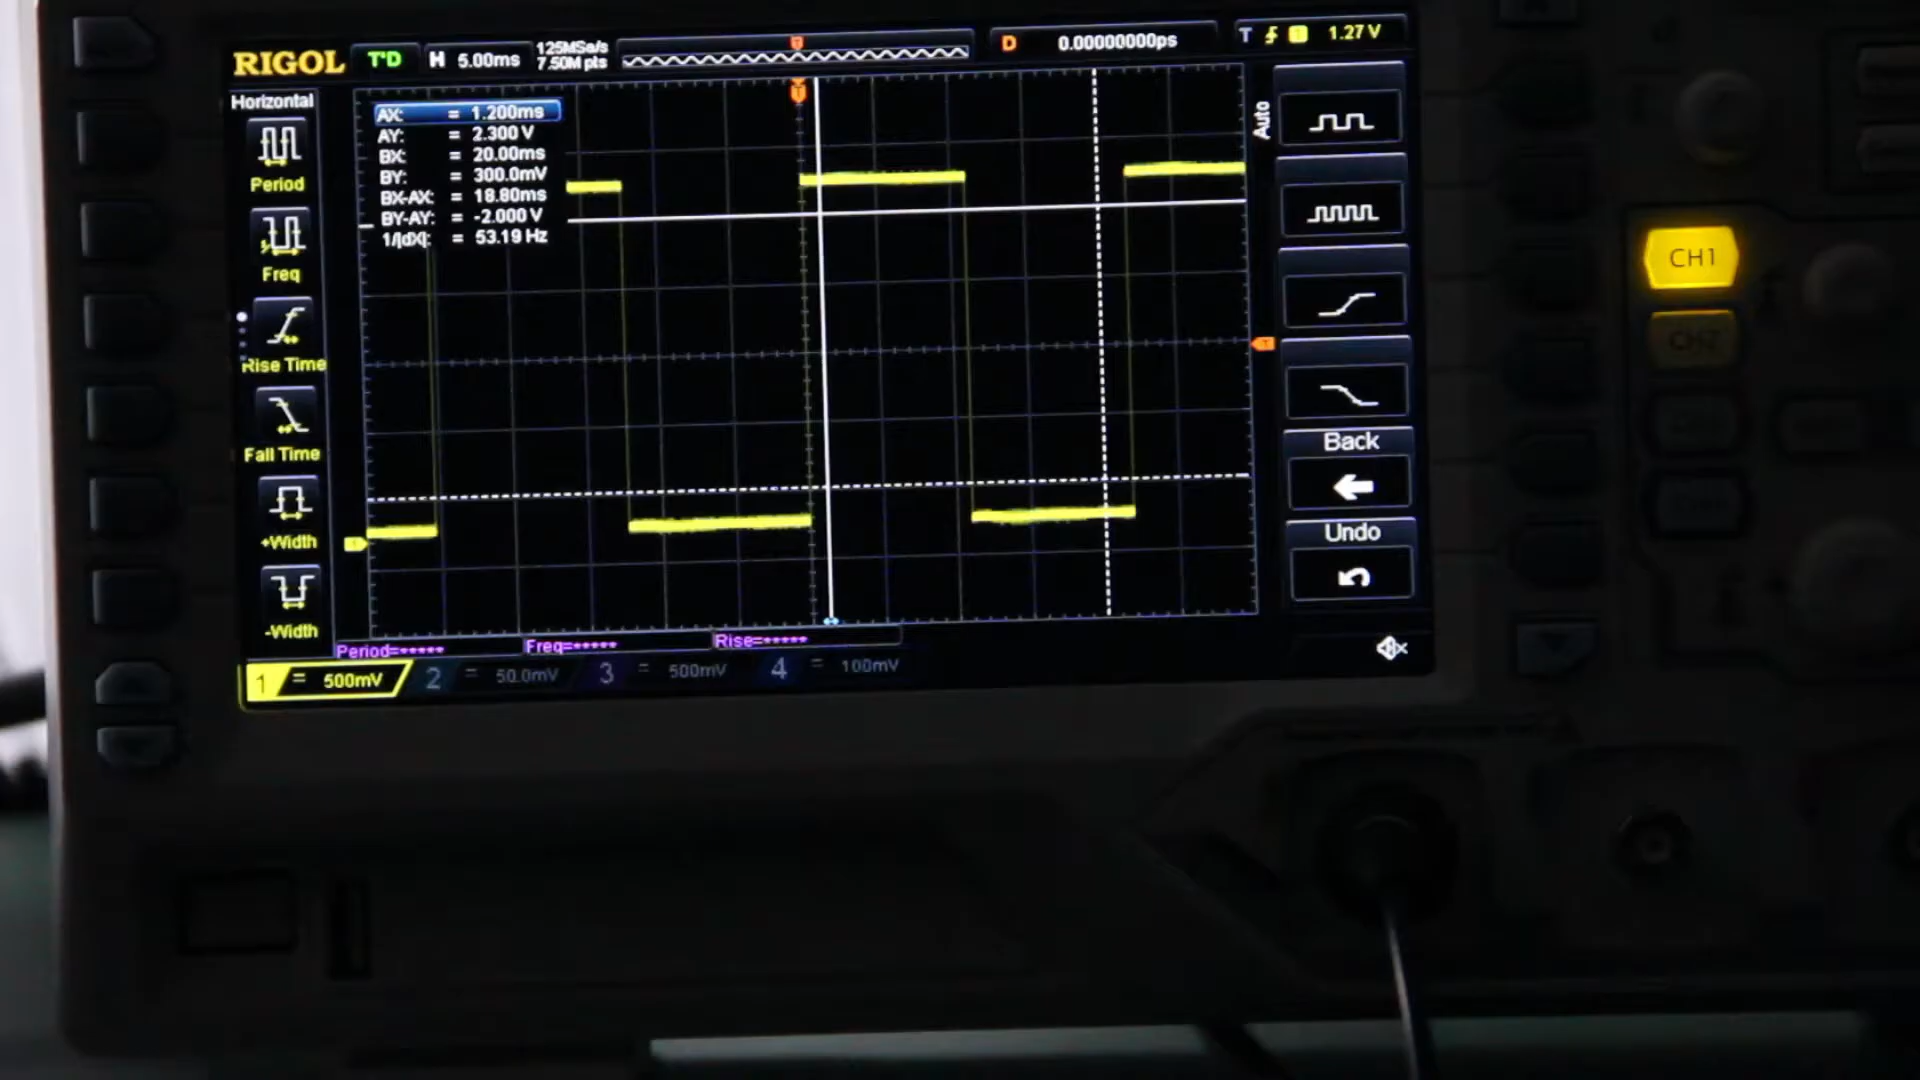 RIGOL T'D H 5.00ms 125MSa/s 7.50M pts D 0.00000000ps T 1 1.27 V
Horizontal
Period
Freq
Rise Time
Fall Time
+Width
-Width
T
AX: = 1.200ms
AY: = 2.300 V
BX: = 20.00ms
BY: = 300.0mV
BX-AX: = 18.80ms
BY-AY: = -2.000 V
1/|dX|: = 53.19 Hz
Auto
T
Back
Undo
Period=***** Freq=***** Rise=*****
1 = 500mV 2 = 50.0mV 3 = 500mV 4 = 100mV
CH1
CH2